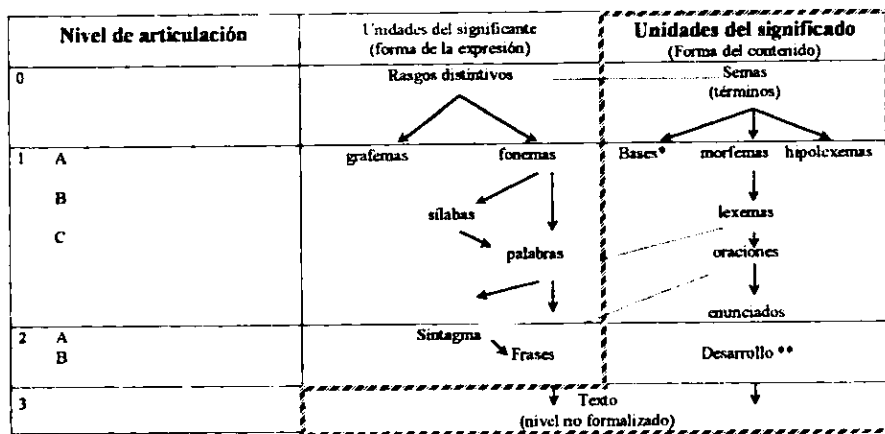 Nivel de articulación
Unidades del significante
(forma de la expresión)
Unidades del significado
(Forma del contenido)
0
Rasgos distintivos
Semas
(términos)
1 A
grafemas fonemas
Bases* morfemas hipolexemas
B
sílabas
lexemas
C
palabras
oraciones
enunciados
2 A
Sintagma
B
Frases
Desarrollo **
3
Texto
(nivel no formalizado)